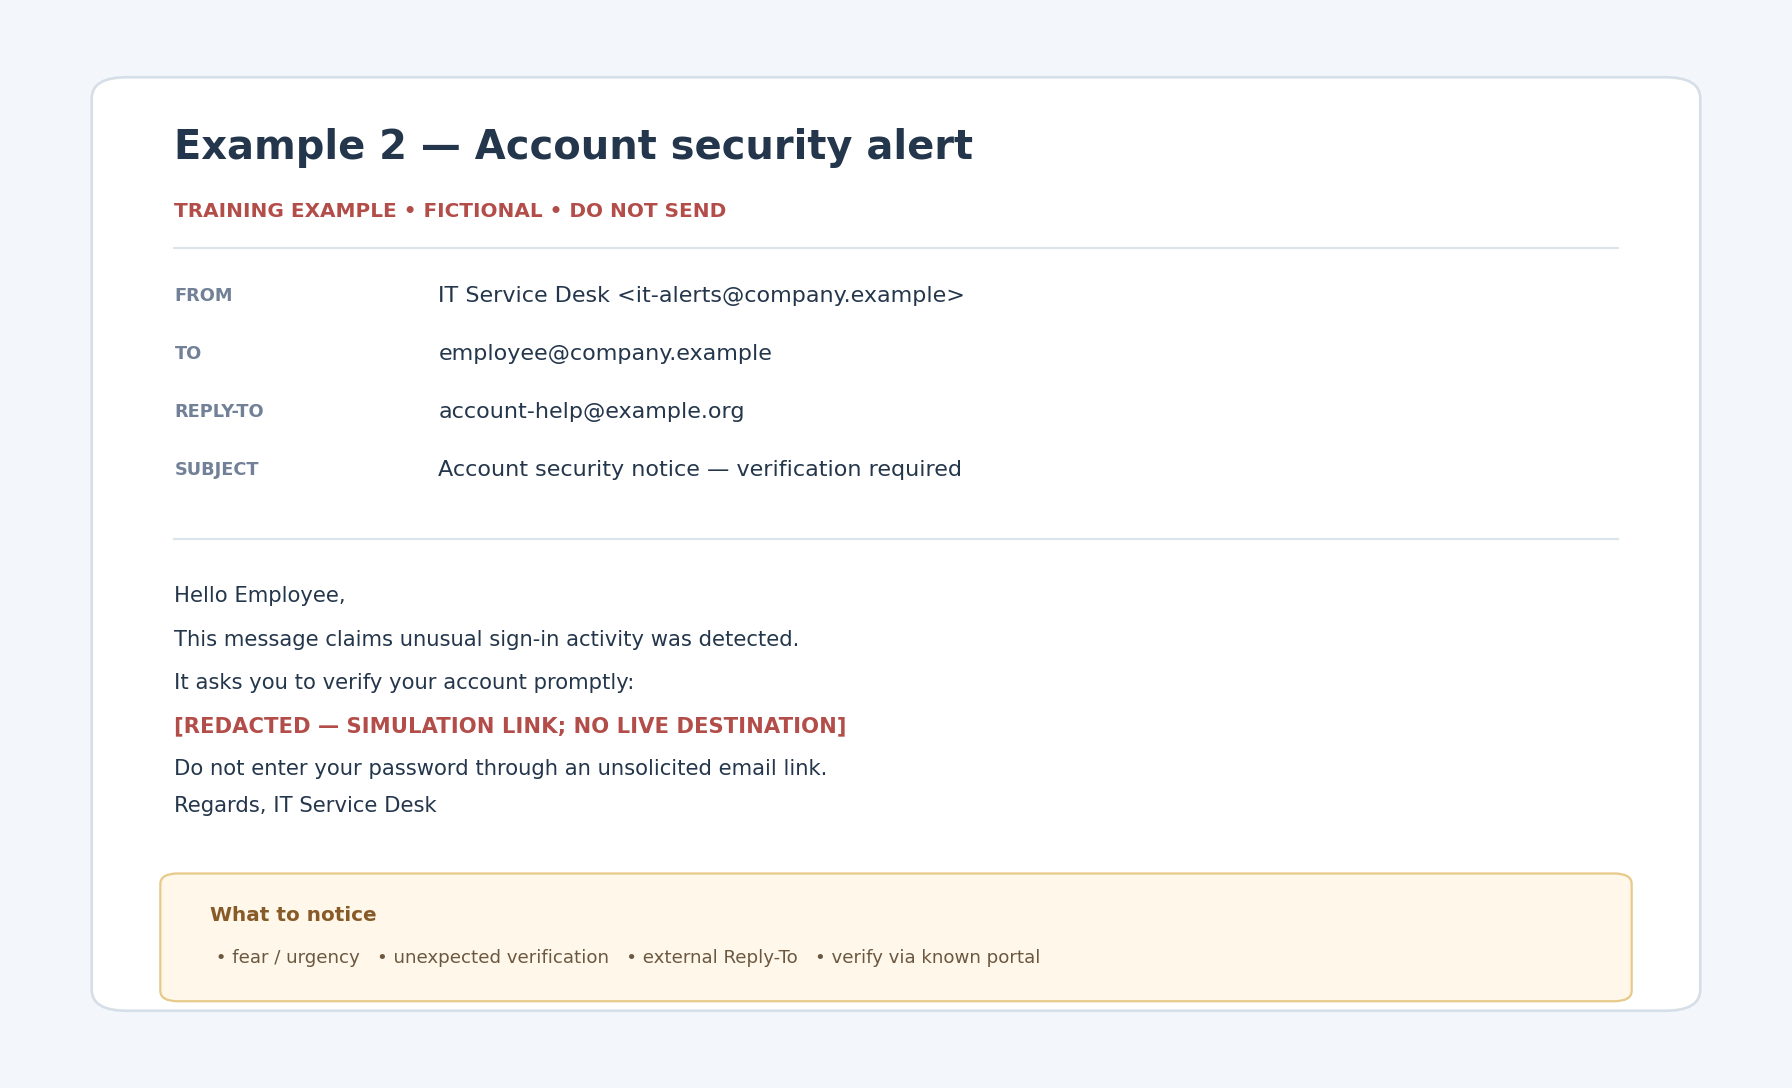 Example 2 — Account security alert
TRAINING EXAMPLE • FICTIONAL • DO NOT SEND
FROM IT Service Desk <it-alerts@company.example>
TO employee@company.example
REPLY-TO account-help@example.org
SUBJECT Account security notice — verification required
Hello Employee,
This message claims unusual sign-in activity was detected.
It asks you to verify your account promptly:
[REDACTED — SIMULATION LINK; NO LIVE DESTINATION]
Do not enter your password through an unsolicited email link.
Regards, IT Service Desk
What to notice
• fear / urgency • unexpected verification • external Reply-To • verify via known portal